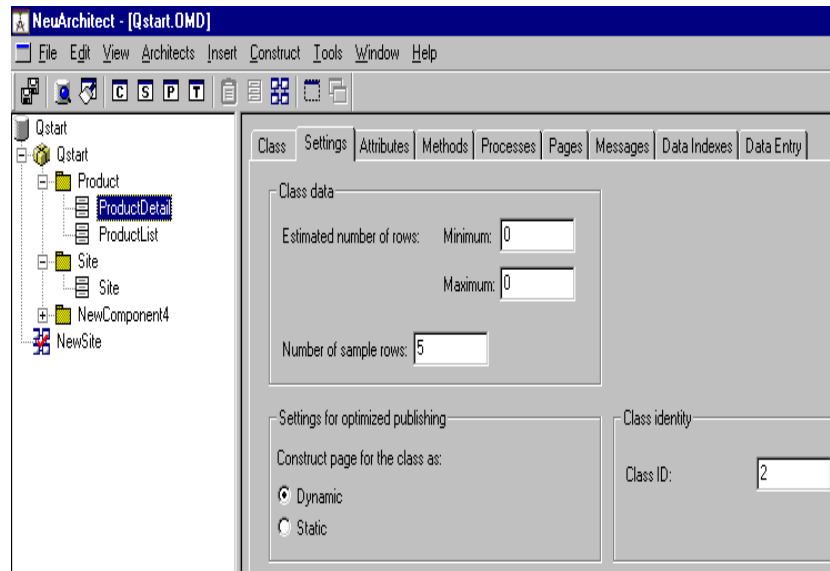 NeuArchitect - [Qstart.OMD]
File Edit View Architects Insert Construct Tools Window Help
C S P T
Qstart
Qstart
Product
ProductDetail
ProductList
Site
Site
NewComponent4
NewSite
Class Settings Attributes Methods Processes Pages Messages Data Indexes Data Entry
Class data
Estimated number of rows: Minimum: 0
Maximum: 0
Number of sample rows: 5
Settings for optimized publishing
Construct page for the class as:
Dynamic
Static
Class identity
Class ID: 2